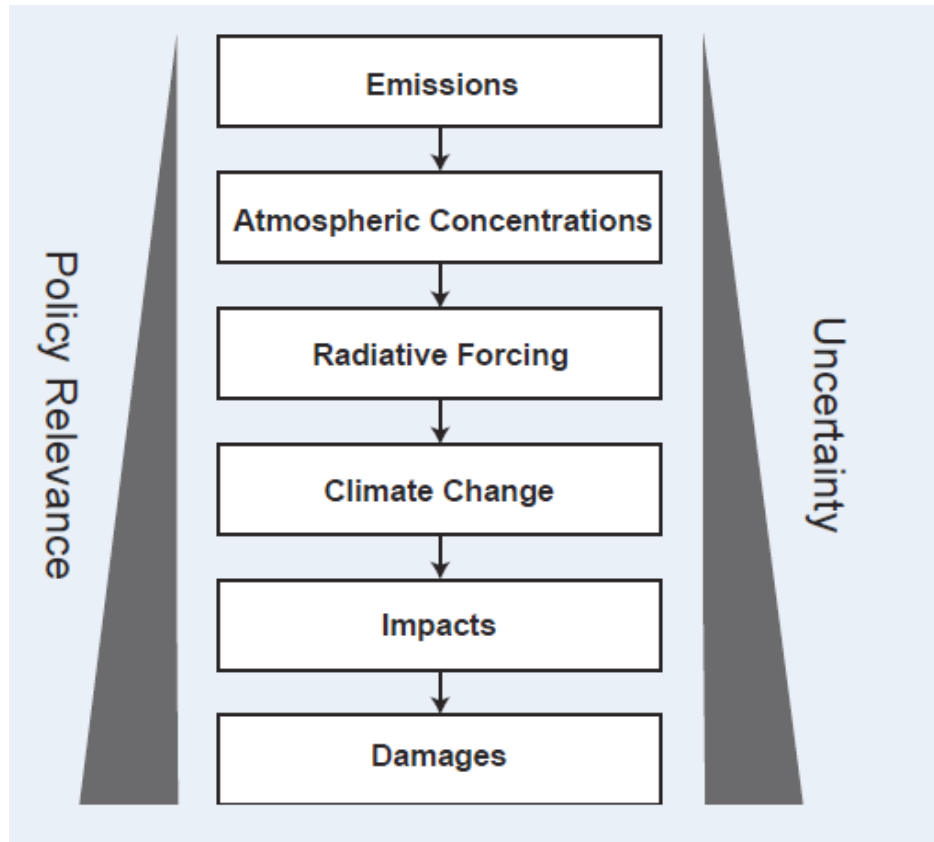 Emissions
Atmospheric Concentrations
Radiative Forcing
Climate Change
Impacts
Damages
Policy Relevance
Uncertainty